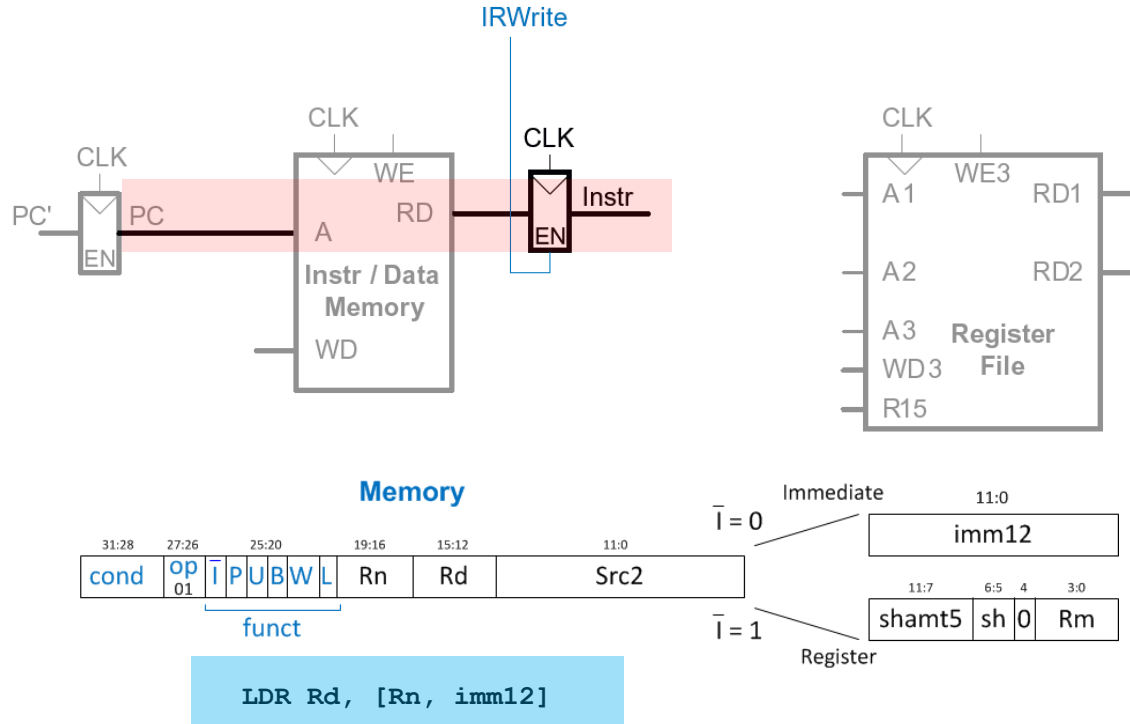 IRWrite
CLK
CLK
CLK
CLK
WE
WE3
PC'
PC
EN
A
RD
Instr
EN
Instr / Data
Memory
WD
A1
RD1
A2
RD2
A3
Register
File
WD3
R15
Memory
31:28
27:26
25:20
19:16
15:12
11:0
cond
op
01
I̅
P
U
B
W
L
Rn
Rd
Src2
funct
I̅ = 0
Immediate
11:0
imm12
I̅ = 1
Register
11:7
6:5
4
3:0
shamt5
sh
0
Rm
LDR Rd, [Rn, imm12]